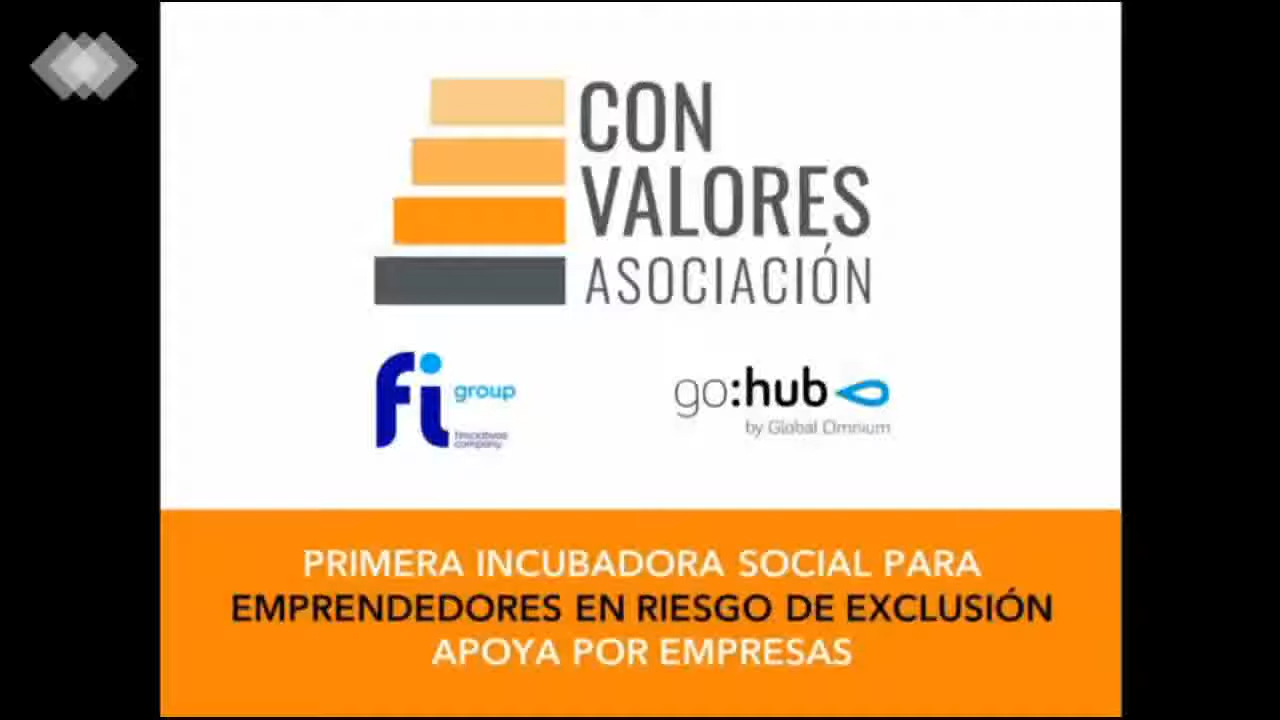 CON
VALORES
ASOCIACIÓN
fi group
company
go:hub
by Global Omnium
PRIMERA INCUBADORA SOCIAL PARA
EMPRENDEDORES EN RIESGO DE EXCLUSIÓN
APOYA POR EMPRESAS